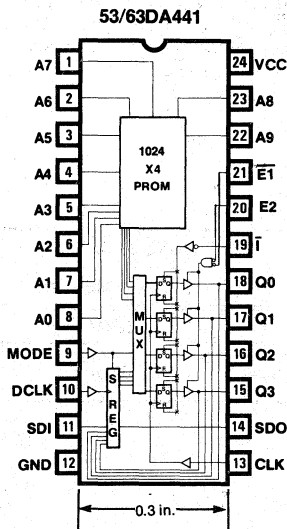 53/63DA441
A7 1 24 VCC
A6 2 23 A8
A5 3 22 A9
A4 4 21 E1
A3 5 20 E2
A2 6 19 I
A1 7 18 Q0
A0 8 17 Q1
MODE 9 16 Q2
DCLK 10 15 Q3
SDI 11 14 SDO
GND 12 13 CLK
1024
X4
PROM
MUX
S REG
0.3 in.